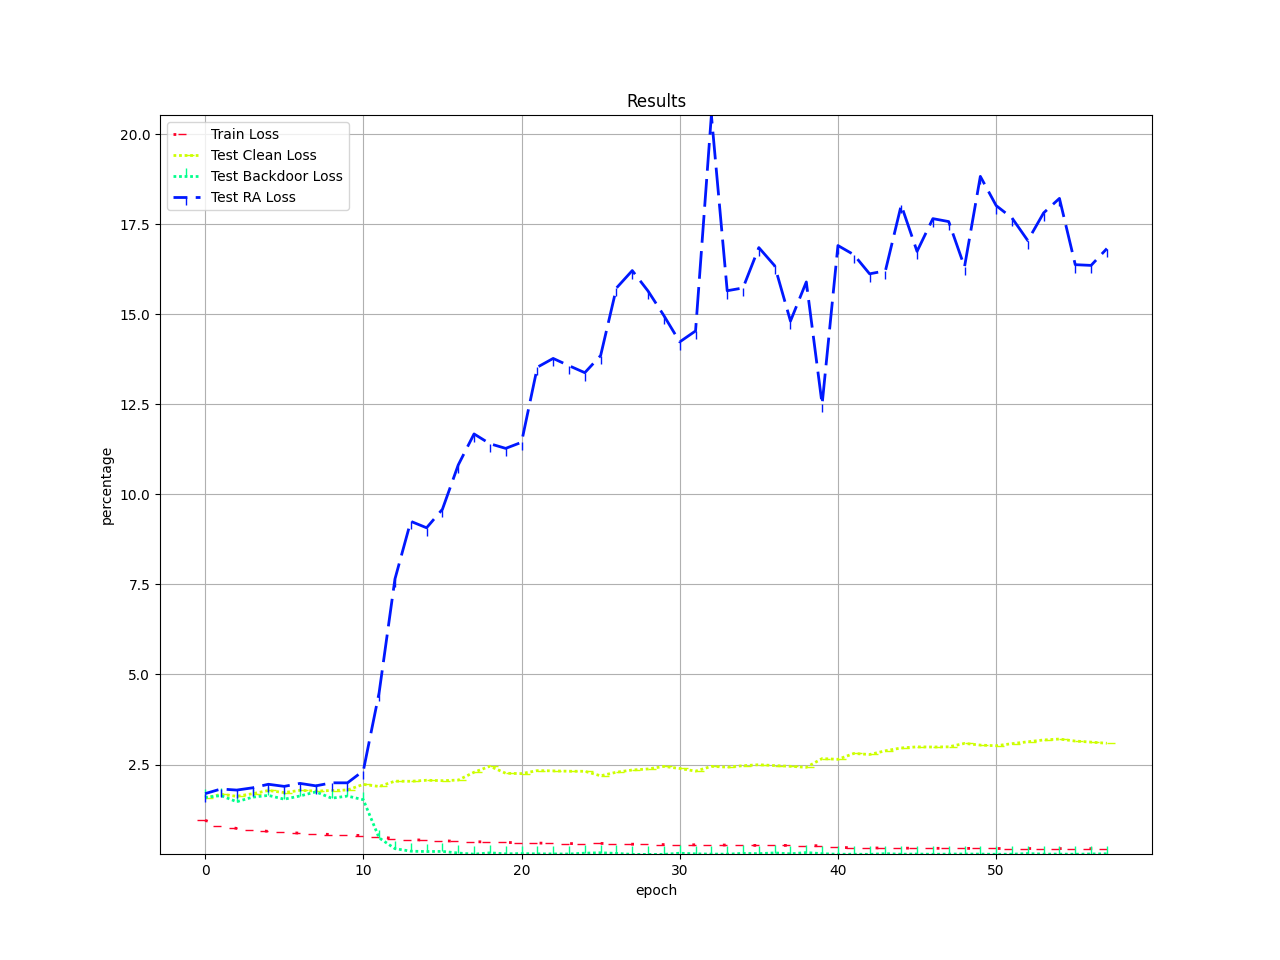 Results
Train Loss
Test Clean Loss
Test Backdoor Loss
Test RA Loss
20.0
17.5
15.0
12.5
10.0
7.5
5.0
2.5
percentage
0 10 20 30 40 50
epoch